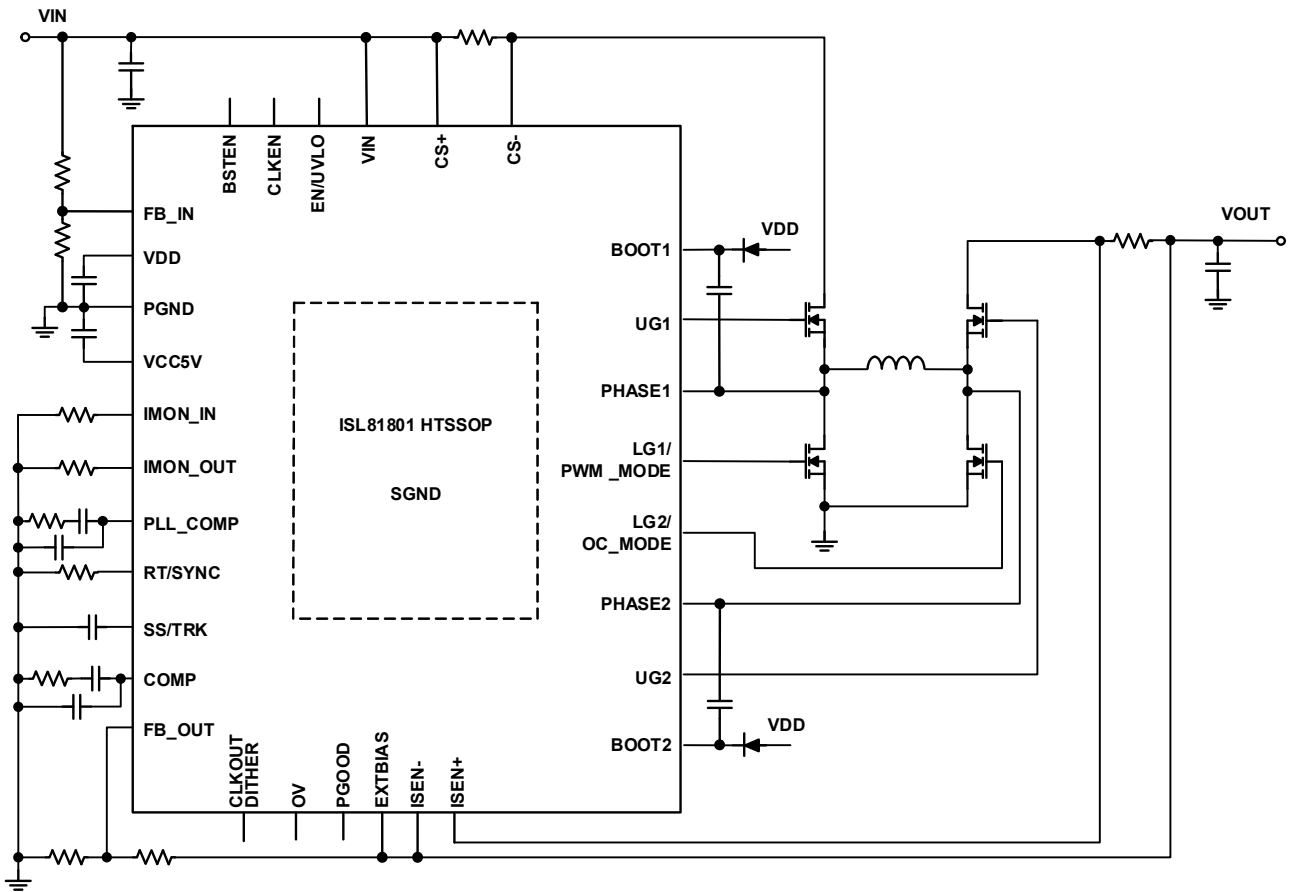 VIN
BSTEN
CLKEN
EN/UVLO
VIN
CS+
CS-
FB_IN
VDD
PGND
VCC5V
IMON_IN
IMON_OUT
PLL_COMP
RT/SYNC
SS/TRK
COMP
FB_OUT
ISL81801 HTSSOP
SGND
BOOT1
VDD
UG1
PHASE1
LG1/
PWM _MODE
LG2/
OC_MODE
PHASE2
UG2
BOOT2
VDD
VOUT
CLKOUT
DITHER
OV
PGOOD
EXTBIAS
ISEN-
ISEN+